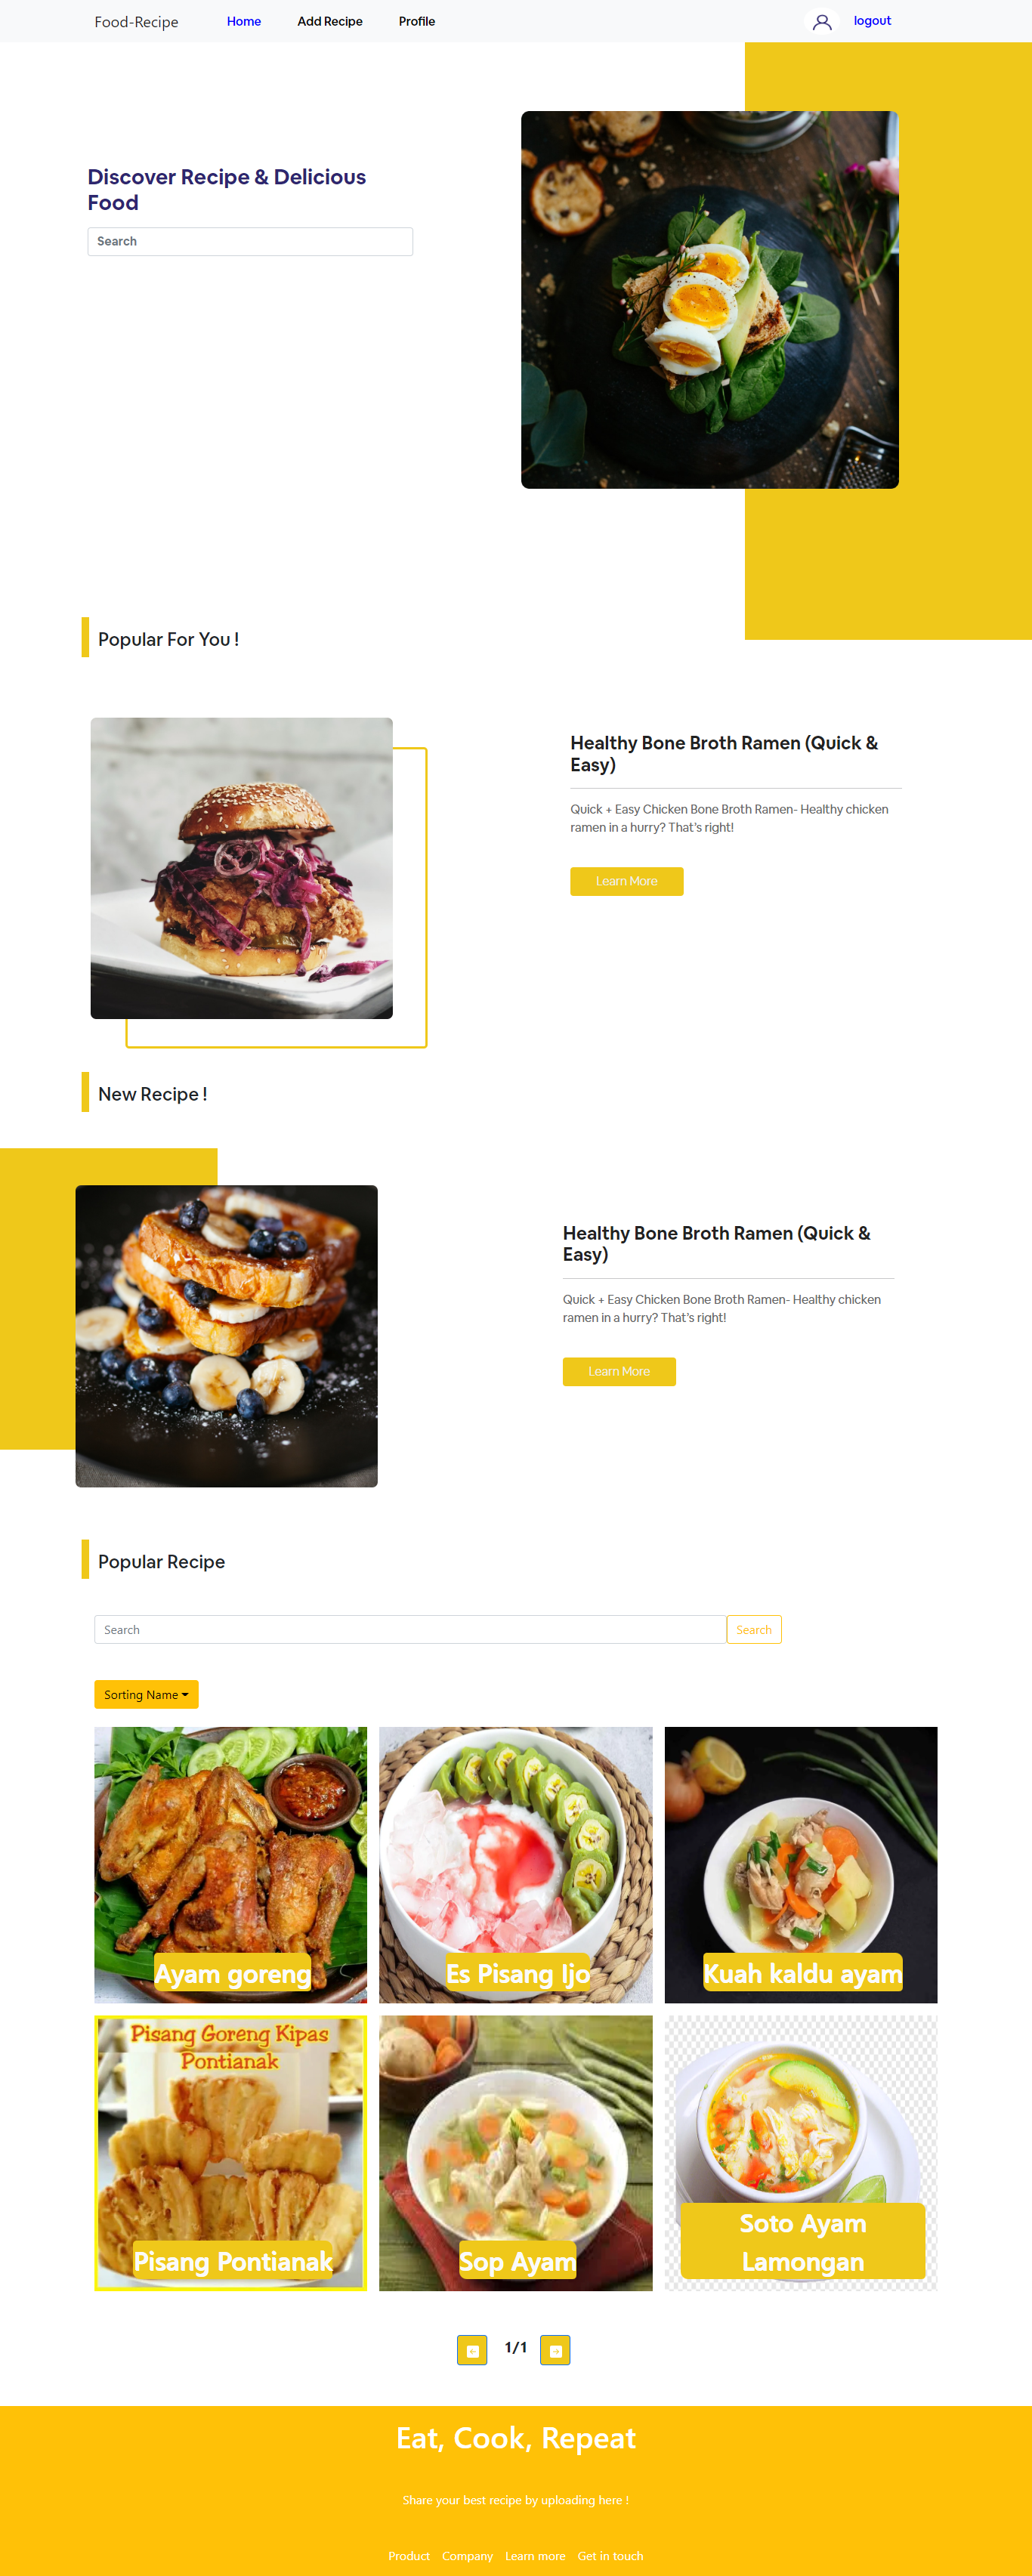 Food-Recipe
Home
Add Recipe
Profile
logout
Discover Recipe & Delicious
Food
Search
Popular For You !
Healthy Bone Broth Ramen (Quick &
Easy)
Quick + Easy Chicken Bone Broth Ramen- Healthy chicken
ramen in a hurry? That's right!
Learn More
New Recipe !
Healthy Bone Broth Ramen (Quick &
Easy)
Quick + Easy Chicken Bone Broth Ramen- Healthy chicken
ramen in a hurry? That's right!
Learn More
Popular Recipe
Search
Search
Sorting Name
Ayam goreng
Es Pisang Ijo
Kuah kaldu ayam
Pisang Goreng Kipas
Pontianak
Pisang Pontianak
Sop Ayam
Soto Ayam
Lamongan
1/1
Eat, Cook, Repeat
Share your best recipe by uploading here !
Product
Company
Learn more
Get in touch